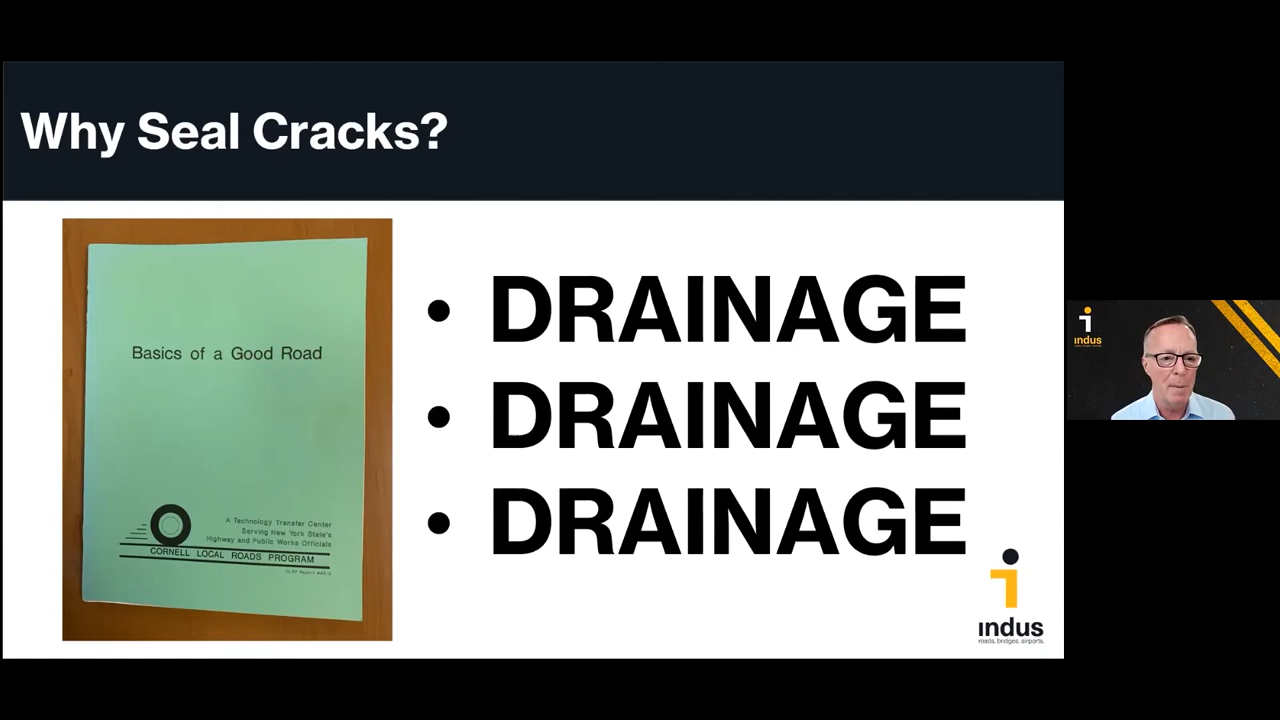 Why Seal Cracks?
Basics of a Good Road
A Technology Transfer Center
Serving New York State's
Highway and Public Works Officials
CORNELL LOCAL ROADS PROGRAM
• DRAINAGE
• DRAINAGE
• DRAINAGE
indus
roads. bridges. airports.
indus